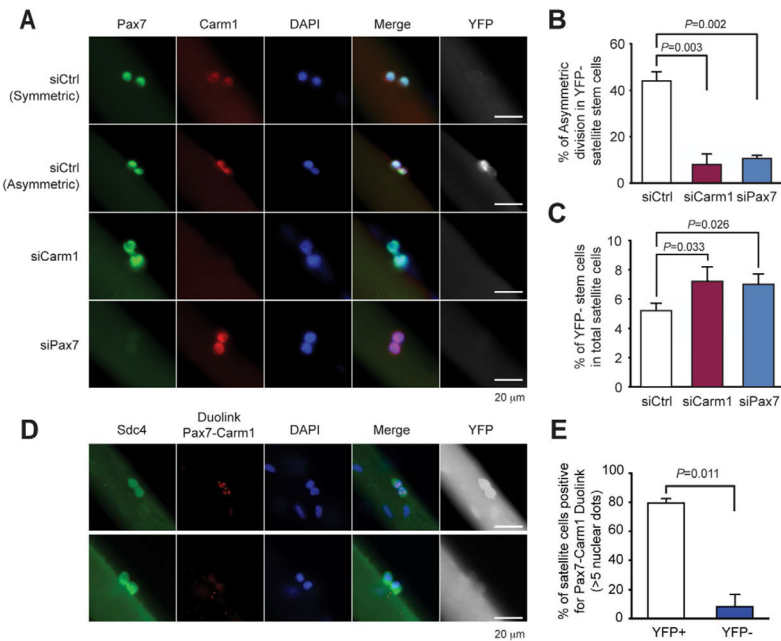 A
Pax7 Carm1 DAPI Merge YFP
siCtrl
(Symmetric)
siCtrl
(Asymmetric)
siCarm1
siPax7
20 μm
B
P=0.002
P=0.003
% of Asymmetric
division in YFP-
satellite stem cells
60
40
20
0
siCtrl siCarm1 siPax7
C
P=0.026
P=0.033
% of YFP- stem cells
in total satellite cells
10
8
6
4
2
0
siCtrl siCarm1 siPax7
D
Sdc4 Duolink
Pax7-Carm1 DAPI Merge YFP
20 μm
E
P=0.011
% of satellite cells positive
for Pax7-Carm1 Duolink
(>5 nuclear dots)
100
80
60
40
20
0
YFP+ YFP-